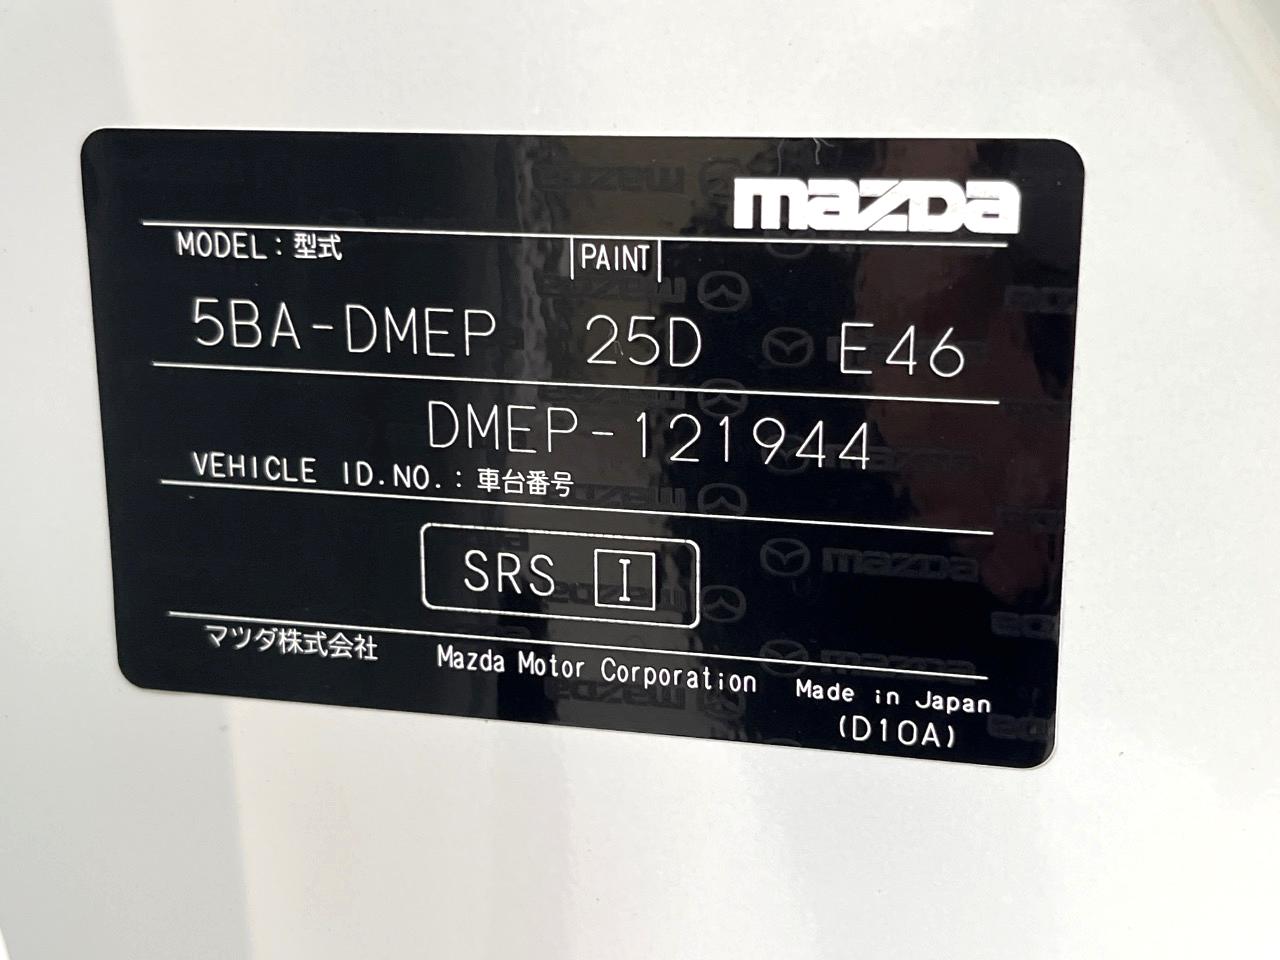 mazda
MODEL：型式 PAINT
5BA-DMEP 25D E46
DMEP-121944
VEHICLE ID.NO.：車台番号
SRS I
マツダ株式会社 Mazda Motor Corporation Made in Japan
(D10A)